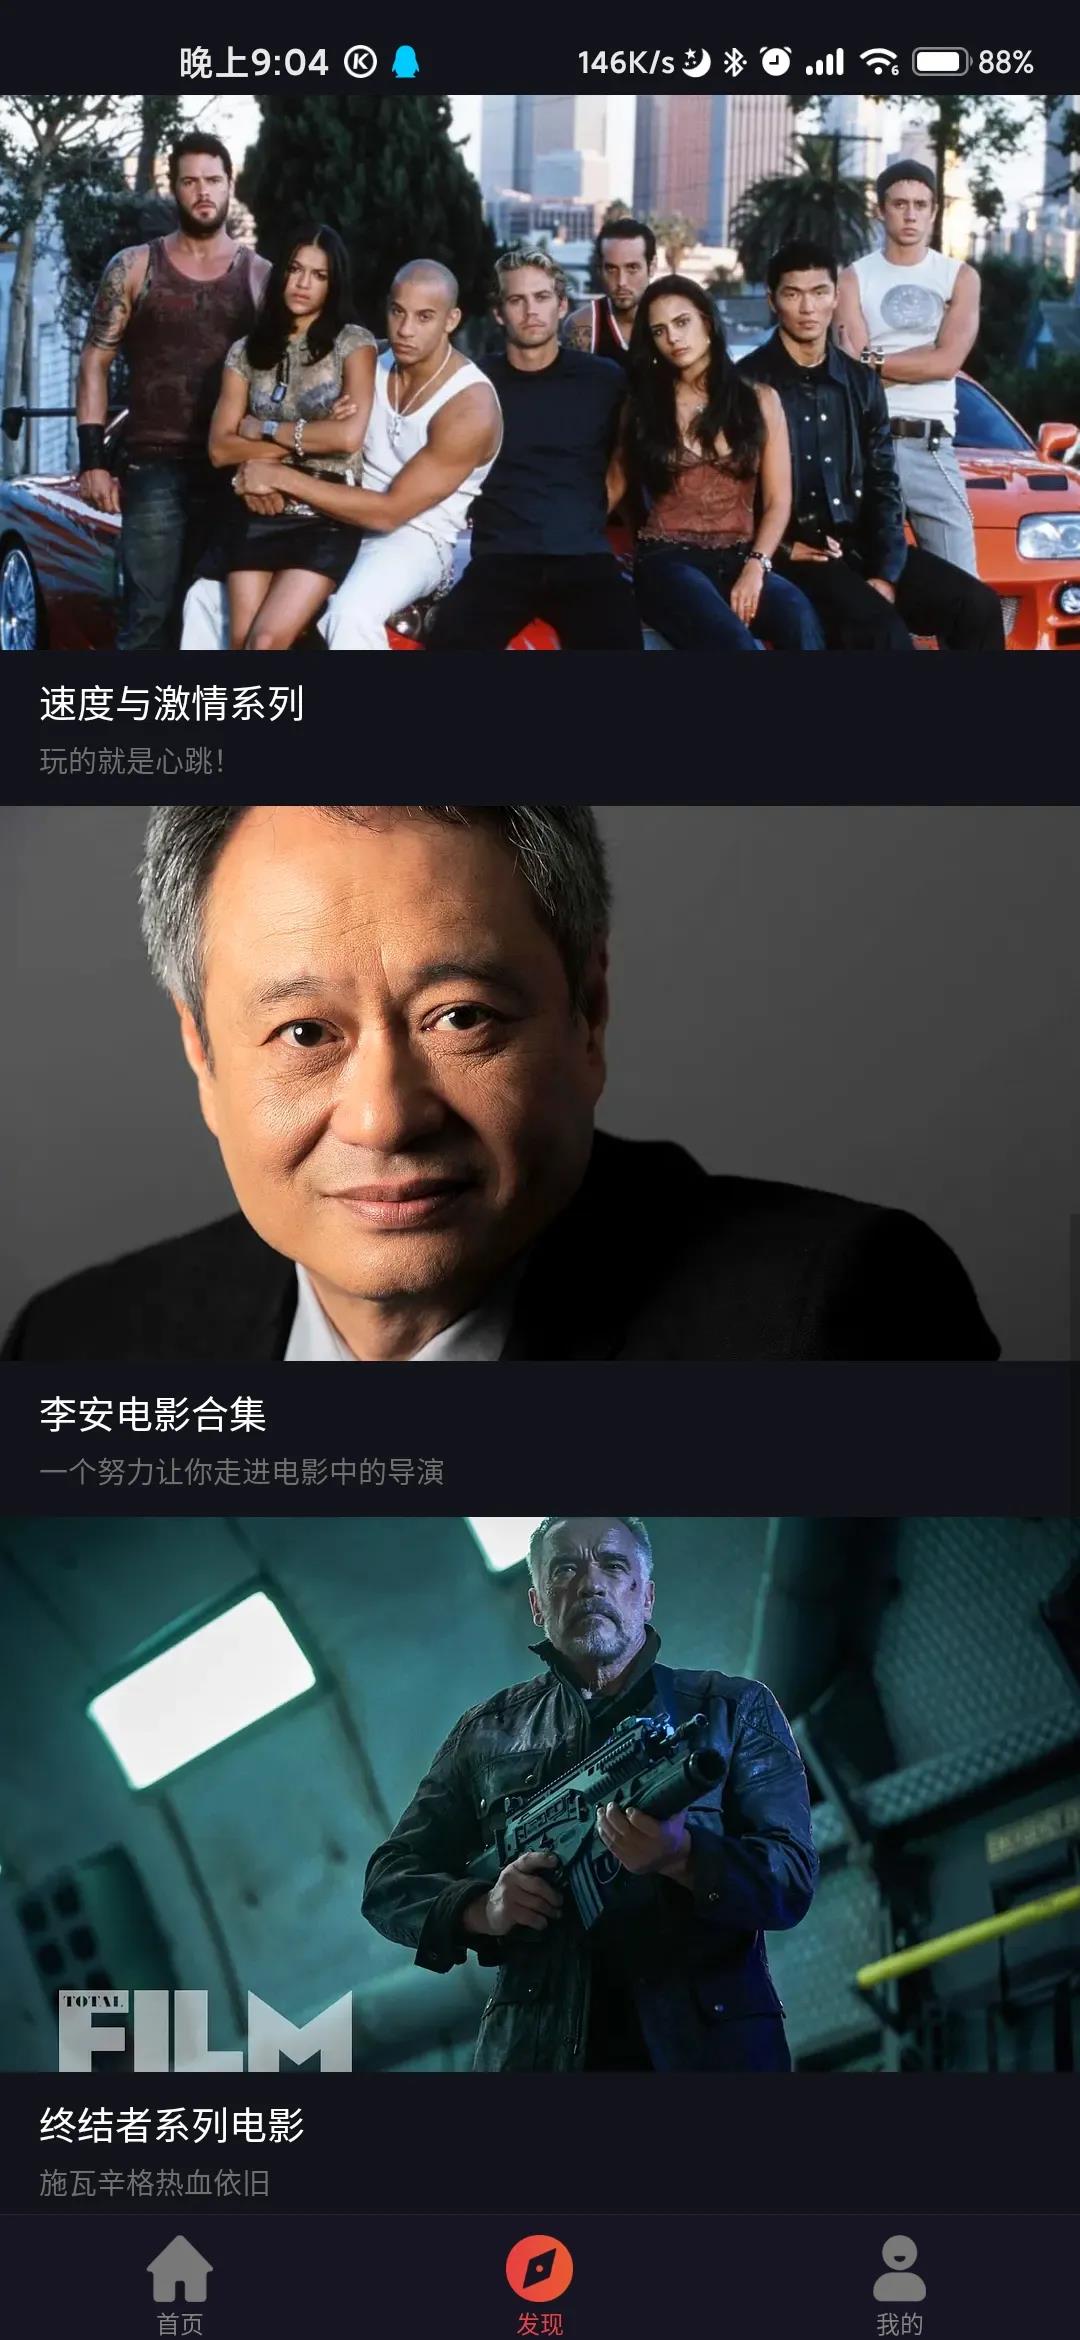 晚上9:04
146K/s
6
88%
速度与激情系列
玩的就是心跳!
李安电影合集
一个努力让你走进电影中的导演
TOTAL
FILM
终结者系列电影
施瓦辛格热血依旧
首页
发现
我的